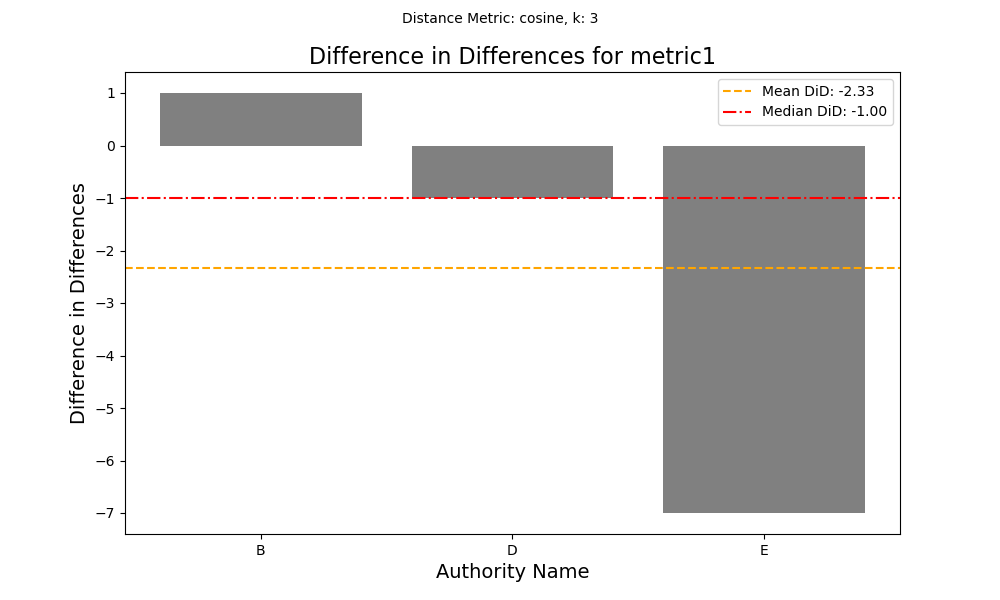 Distance Metric: cosine, k: 3
Difference in Differences for metric1
Mean DiD: -2.33
Median DiD: -1.00
Difference in Differences
1
0
−1
−2
−3
−4
−5
−6
−7
B D E
Authority Name